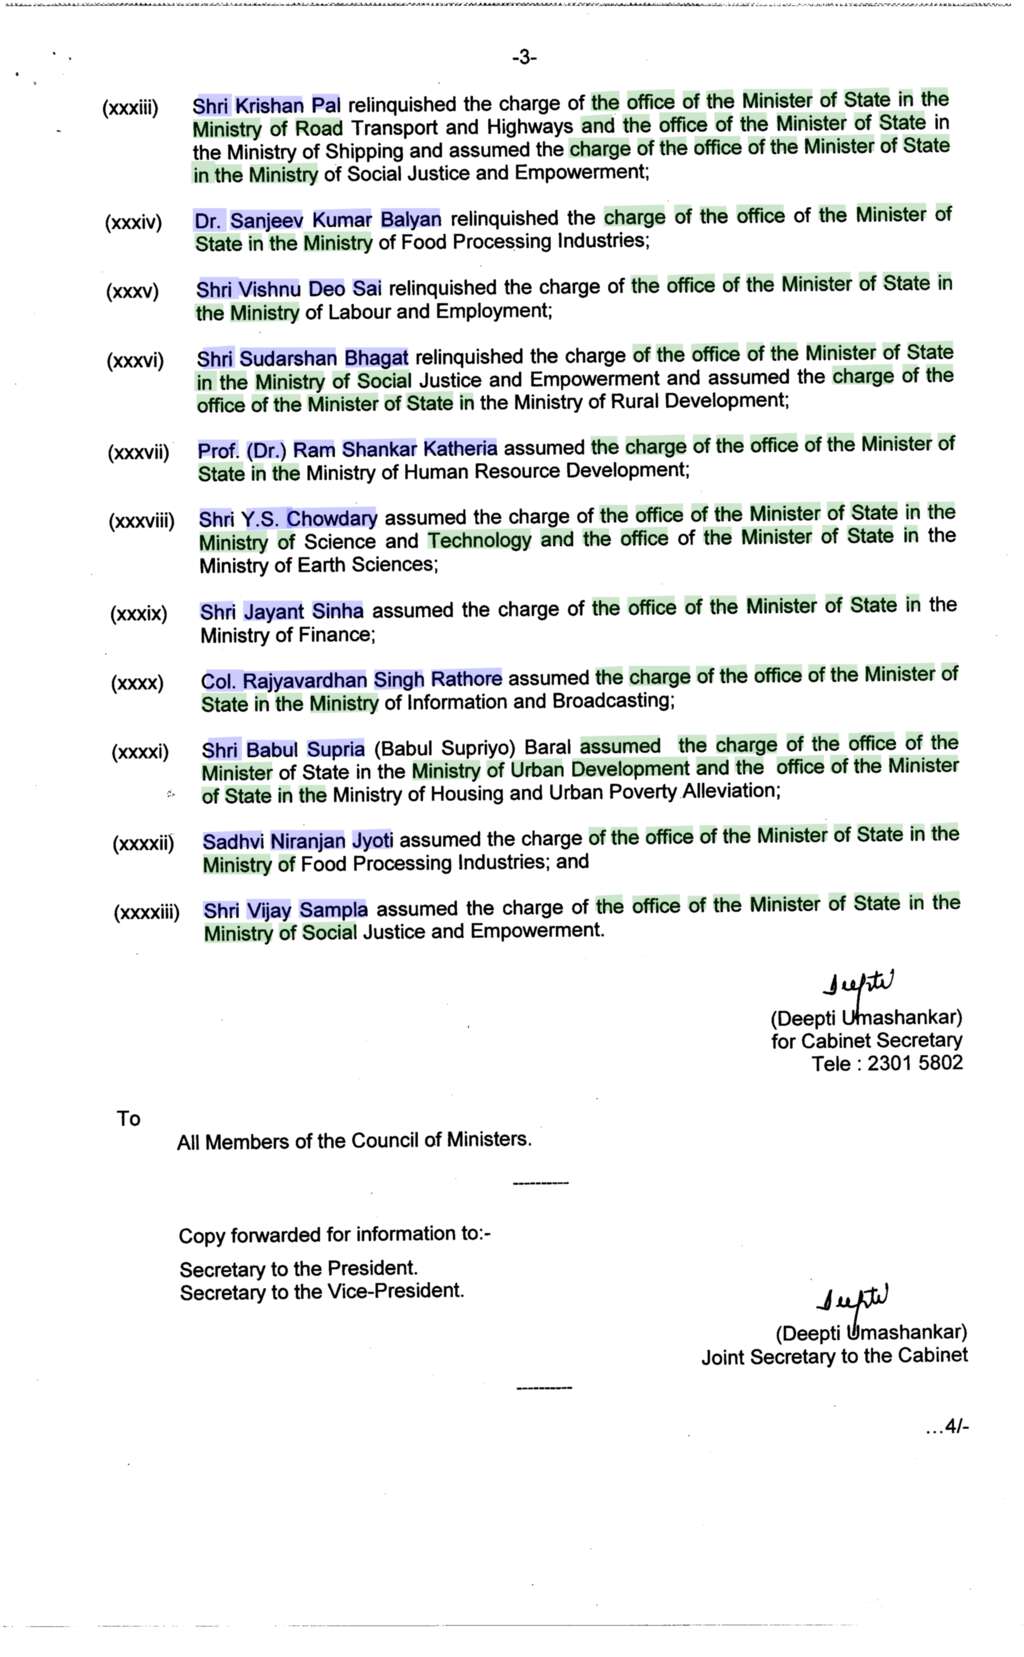 -3-
(xxxiii) Shri Krishan Pal relinquished the charge of the office of the Minister of State in the
Ministry of Road Transport and Highways and the office of the Minister of State in
the Ministry of Shipping and assumed the charge of the office of the Minister of State
in the Ministry of Social Justice and Empowerment;
(xxxiv) Dr. Sanjeev Kumar Balyan relinquished the charge of the office of the Minister of
State in the Ministry of Food Processing Industries;
(xxxv) Shri Vishnu Deo Sai relinquished the charge of the office of the Minister of State in
the Ministry of Labour and Employment;
(xxxvi) Shri Sudarshan Bhagat relinquished the charge of the office of the Minister of State
in the Ministry of Social Justice and Empowerment and assumed the charge of the
office of the Minister of State in the Ministry of Rural Development;
(xxxvii) Prof. (Dr.) Ram Shankar Katheria assumed the charge of the office of the Minister of
State in the Ministry of Human Resource Development;
(xxxviii) Shri Y.S. Chowdary assumed the charge of the office of the Minister of State in the
Ministry of Science and Technology and the office of the Minister of State in the
Ministry of Earth Sciences;
(xxxix) Shri Jayant Sinha assumed the charge of the office of the Minister of State in the
Ministry of Finance;
(xxxx) Col. Rajyavardhan Singh Rathore assumed the charge of the office of the Minister of
State in the Ministry of Information and Broadcasting;
(xxxxi) Shri Babul Supria (Babul Supriyo) Baral assumed the charge of the office of the
Minister of State in the Ministry of Urban Development and the office of the Minister
of State in the Ministry of Housing and Urban Poverty Alleviation;
(xxxxii) Sadhvi Niranjan Jyoti assumed the charge of the office of the Minister of State in the
Ministry of Food Processing Industries; and
(xxxxiii) Shri Vijay Sampla assumed the charge of the office of the Minister of State in the
Ministry of Social Justice and Empowerment.
(Deepti Umashankar)
for Cabinet Secretary
Tele : 2301 5802
To
All Members of the Council of Ministers.
Copy forwarded for information to:-
Secretary to the President.
Secretary to the Vice-President.
(Deepti Umashankar)
Joint Secretary to the Cabinet
...4/-